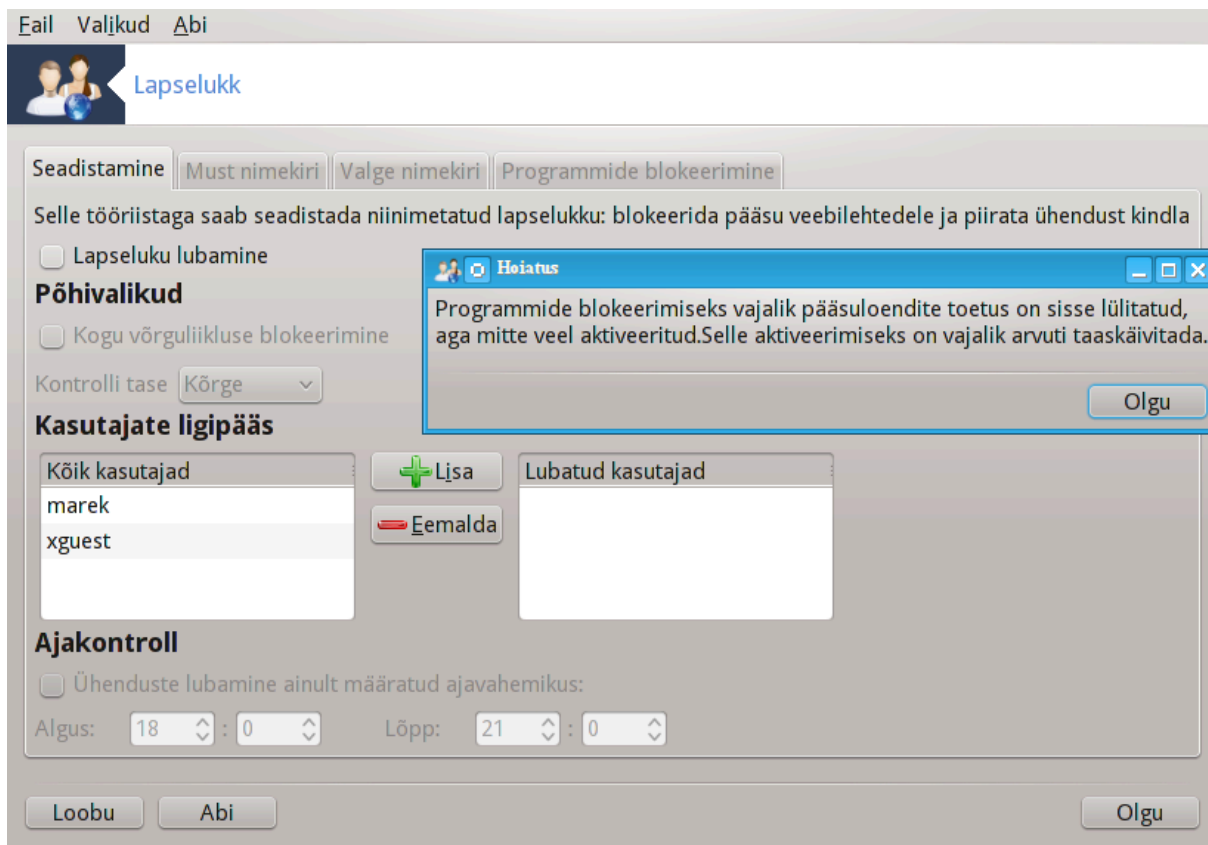 Fail Valikud Abi
Lapselukk
Seadistamine Must nimekiri Valge nimekiri Programmide blokeerimine
Selle tööriistaga saab seadistada niinimetatud lapselukku: blokeerida pääsu veebilehtedele ja piirata ühendust kindla
Lapseluku lubamine
Põhivalikud
Kogu võrguliikluse blokeerimine
Kontrolli tase Kõrge
Hoiatus
Programmide blokeerimiseks vajalik pääsuloendite toetus on sisse lülitatud,
aga mitte veel aktiveeritud.Selle aktiveerimiseks on vajalik arvuti taaskäivitada.
Olgu
Kasutajate ligipääs
Kõik kasutajad
marek
xguest
Lisa
Eemalda
Lubatud kasutajad
Ajakontroll
Ühenduste lubamine ainult määratud ajavahemikus:
Algus: 18 : 0 Lõpp: 21 : 0
Loobu Abi Olgu